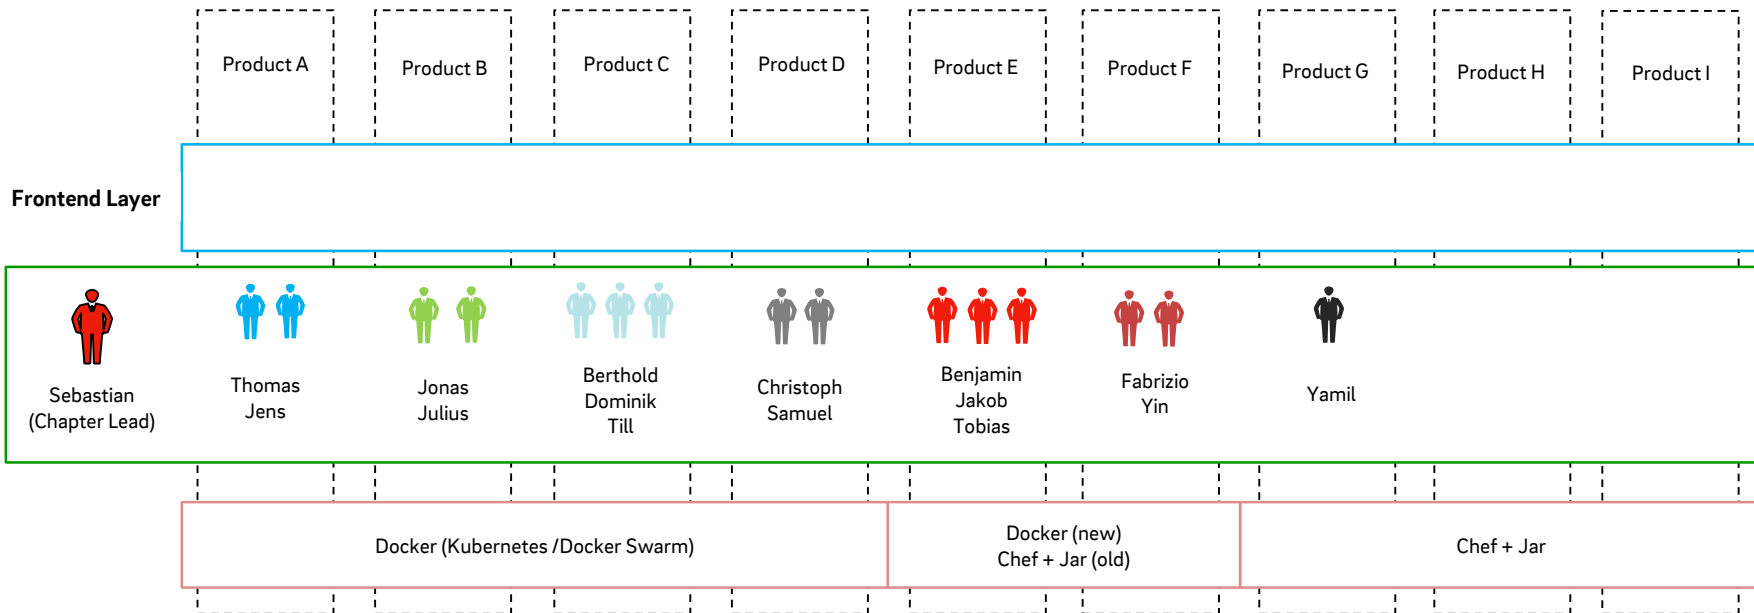 Product A
Product B
Product C
Product D
Product E
Product F
Product G
Product H
Product I
Frontend Layer
Sebastian
(Chapter Lead)
Thomas
Jens
Jonas
Julius
Berthold
Dominik
Till
Christoph
Samuel
Benjamin
Jakob
Tobias
Fabrizio
Yin
Yamil
Docker (Kubernetes /Docker Swarm)
Docker (new)
Chef + Jar (old)
Chef + Jar